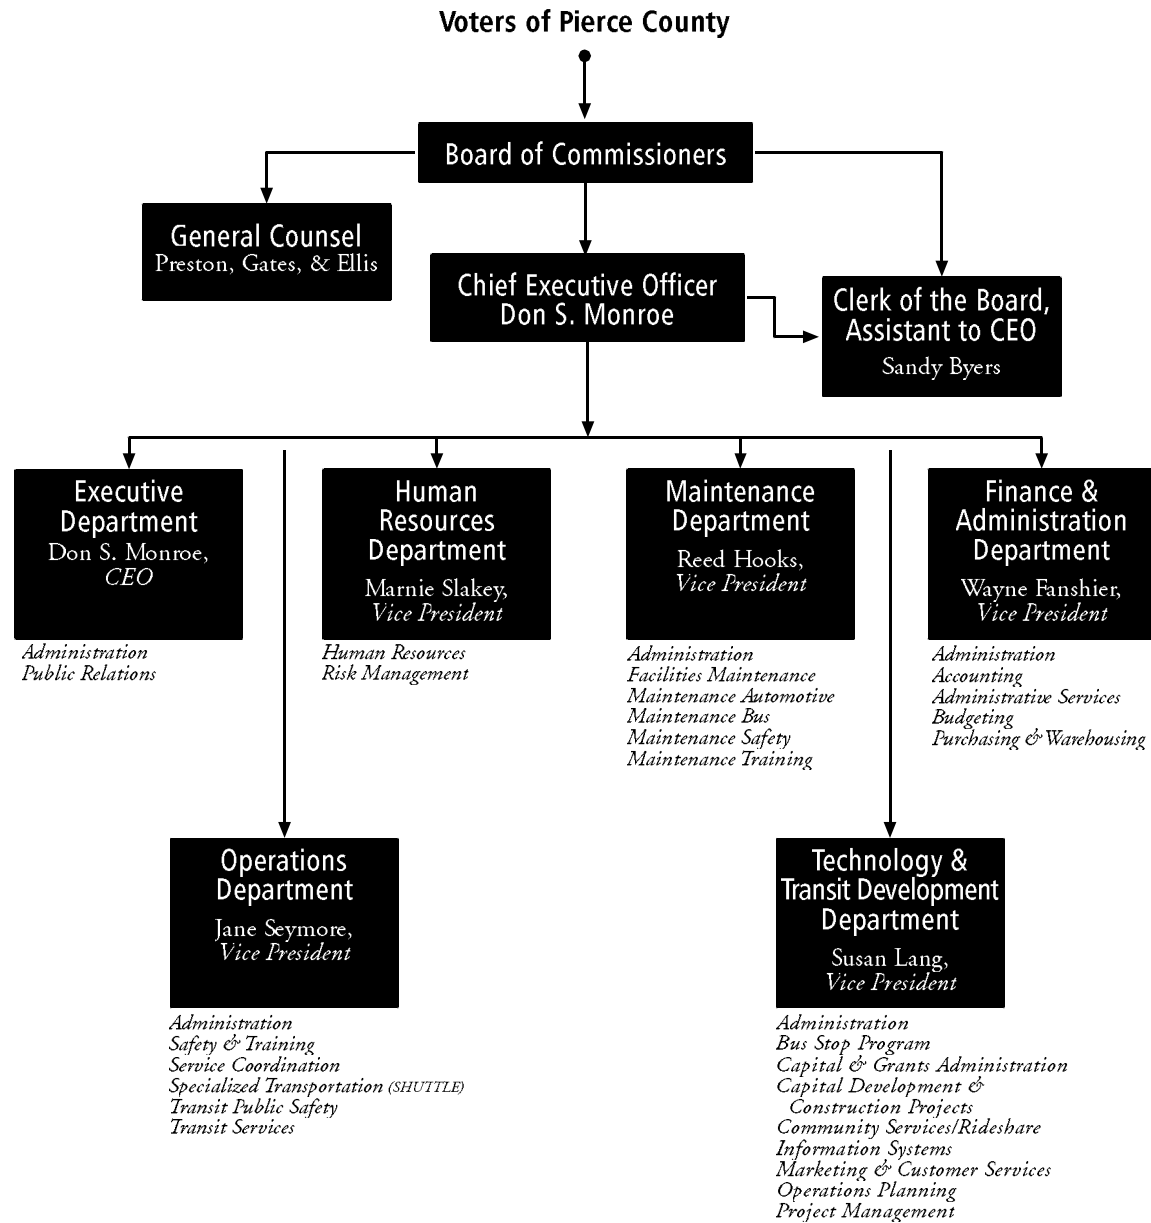 Voters of Pierce County
Board of Commissioners
General Counsel
Preston, Gates, & Ellis
Chief Executive Officer
Don S. Monroe
Clerk of the Board,
Assistant to CEO
Sandy Byers
Executive
Department
Don S. Monroe,
CEO
Administration
Public Relations
Human
Resources
Department
Marnie Slakey,
Vice President
Human Resources
Risk Management
Maintenance
Department
Reed Hooks,
Vice President
Administration
Facilities Maintenance
Maintenance Automotive
Maintenance Bus
Maintenance Safety
Maintenance Training
Finance &
Administration
Department
Wayne Fanshier,
Vice President
Administration
Accounting
Administrative Services
Budgeting
Purchasing & Warehousing
Operations
Department
Jane Seymore,
Vice President
Administration
Safety & Training
Service Coordination
Specialized Transportation (SHUTTLE)
Transit Public Safety
Transit Services
Technology &
Transit Development
Department
Susan Lang,
Vice President
Administration
Bus Stop Program
Capital & Grants Administration
Capital Development &
Construction Projects
Community Services/Rideshare
Information Systems
Marketing & Customer Services
Operations Planning
Project Management